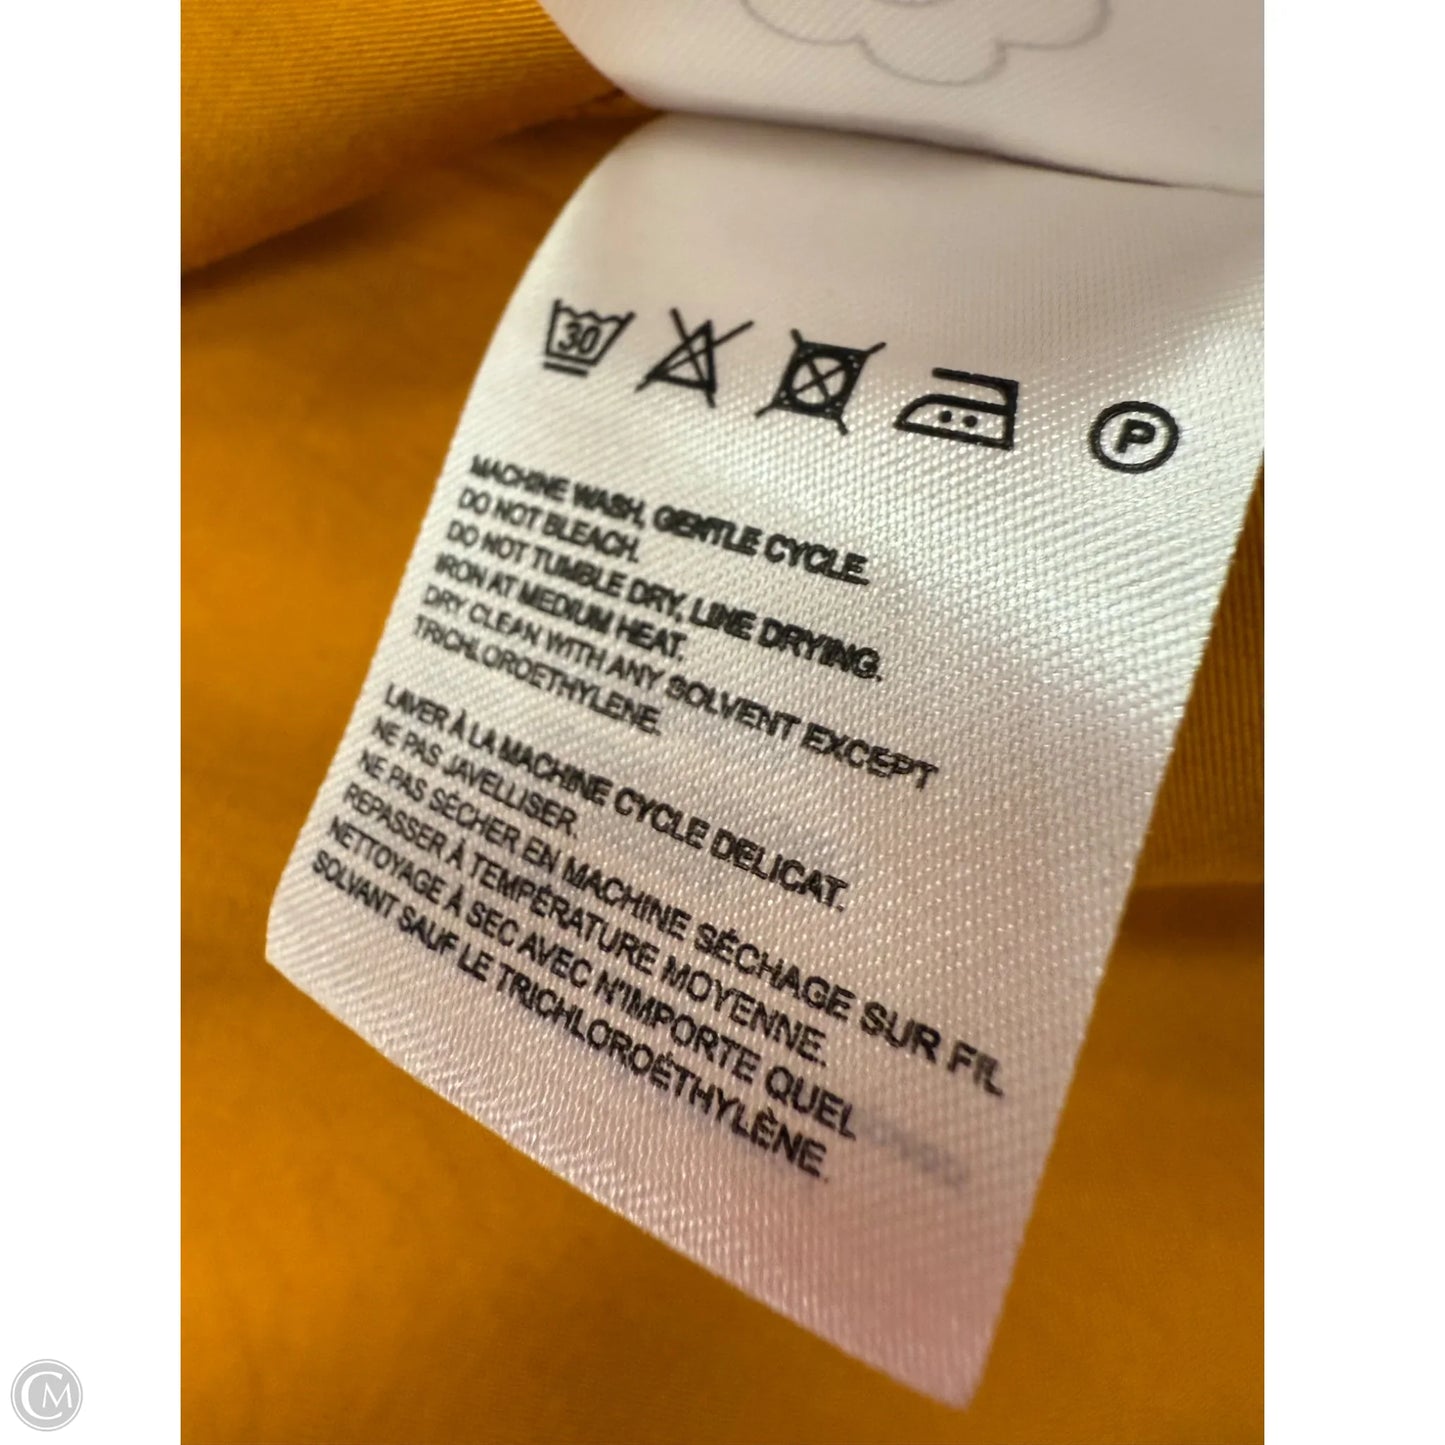 30
P
MACHINE WASH, GENTLE CYCLE.
DO NOT BLEACH.
DO NOT TUMBLE DRY, LINE DRYING.
IRON AT MEDIUM HEAT.
DRY CLEAN WITH ANY SOLVENT EXCEPT
TRICHLOROETHYLENE.
LAVER À LA MACHINE CYCLE DELICAT.
NE PAS JAVELLISER.
NE PAS SÉCHER EN MACHINE SÉCHAGE SUR FIL
REPASSER À TEMPÉRATURE MOYENNE.
NETTOYAGE À SEC AVEC N'IMPORTE QUEL
SOLVANT SAUF LE TRICHLOROÉTHYLÈNE.
CM